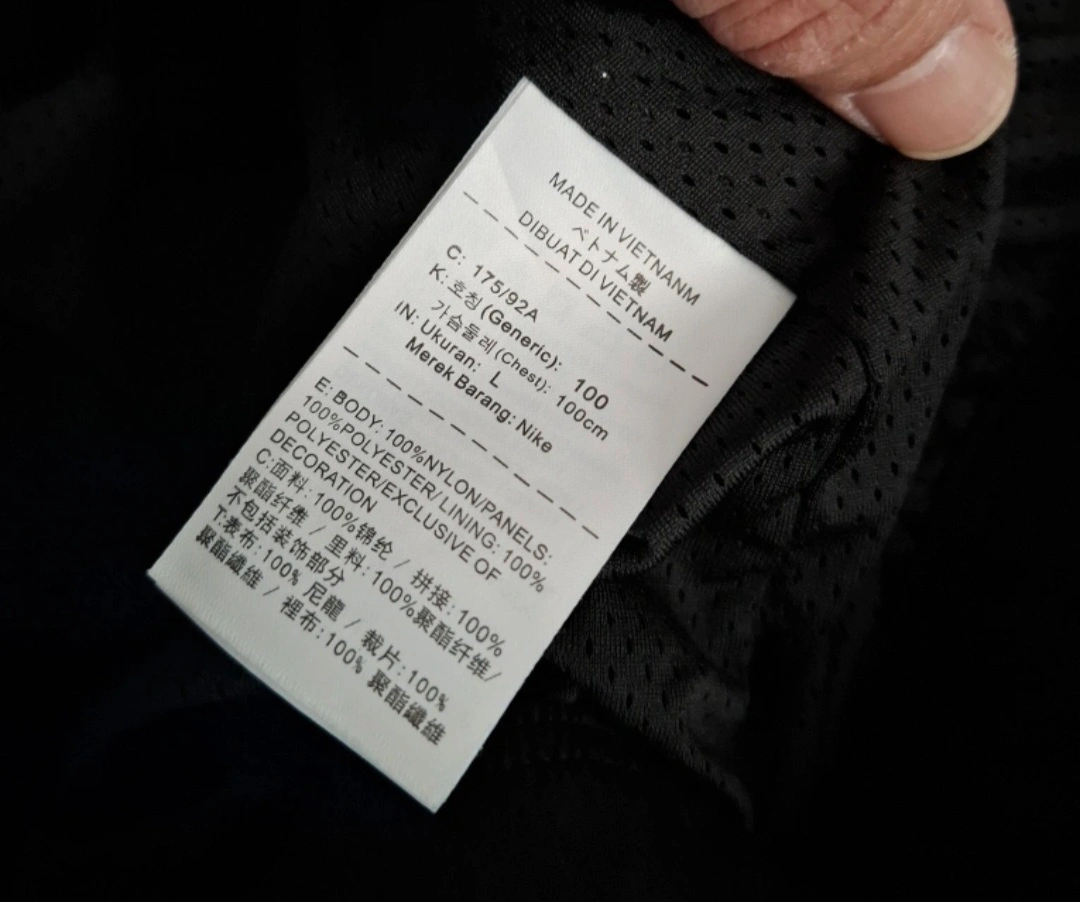 MADE IN VIETNANM
ベトナム製
DIBUAT DI VIETNAM
C: 175/92A
K: 호칭(Generic): 100
가슴둘레(Chest): 100cm
IN: Ukuran: L
Merek Barang: Nike
E: BODY: 100%NYLON/PANELS:
100%POLYESTER/LINING: 100%
POLYESTER/EXCLUSIVE OF
DECORATION
C:面料: 100%锦纶 / 拼接: 100%
聚酯纤维 / 里料: 100%聚酯纤维/
不包括装饰部分
T:表布: 100% 尼龍 / 裁片: 100%
聚酯纖維 / 裡布: 100% 聚酯纖維